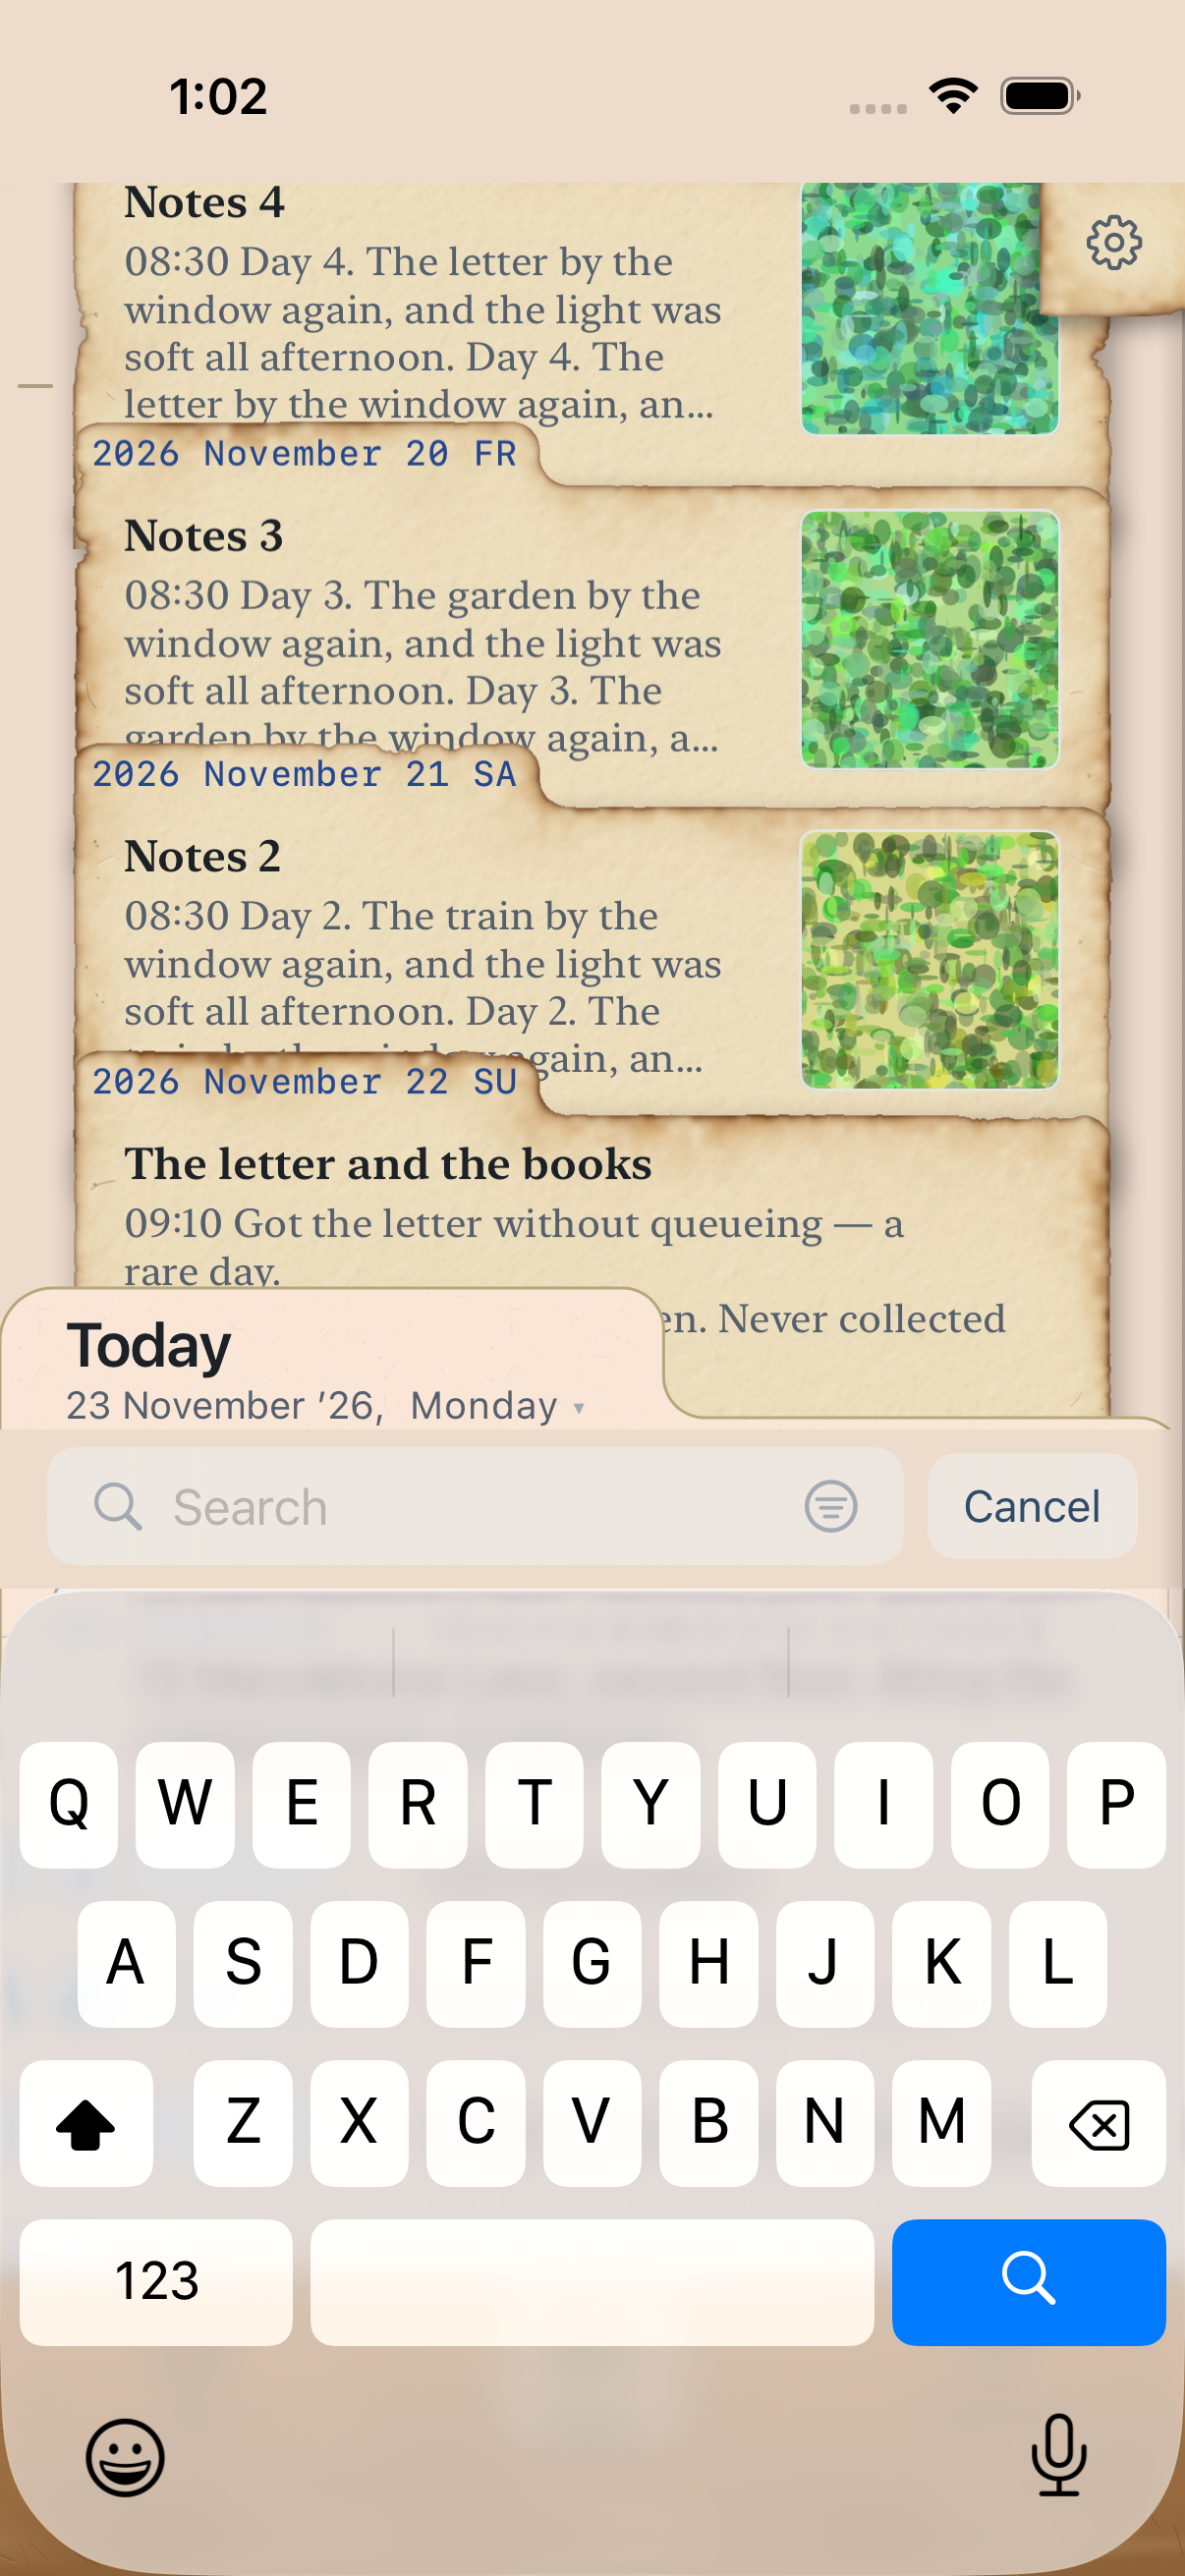 1:02
Notes 4
08:30 Day 4. The letter by the
window again, and the light was
soft all afternoon. Day 4. The
letter by the window again, an...
2026 November 20 FR
Notes 3
08:30 Day 3. The garden by the
window again, and the light was
soft all afternoon. Day 3. The
garden by the window again, a...
2026 November 21 SA
Notes 2
08:30 Day 2. The train by the
window again, and the light was
soft all afternoon. Day 2. The
again, an...
2026 November 22 SU
The letter and the books
09:10 Got the letter without queueing — a
rare day.
Never collected
Today
23 November ’26, Monday
Search
Cancel
Q W E R T Y U I O P
A S D F G H J K L
Z X C V B N M
123